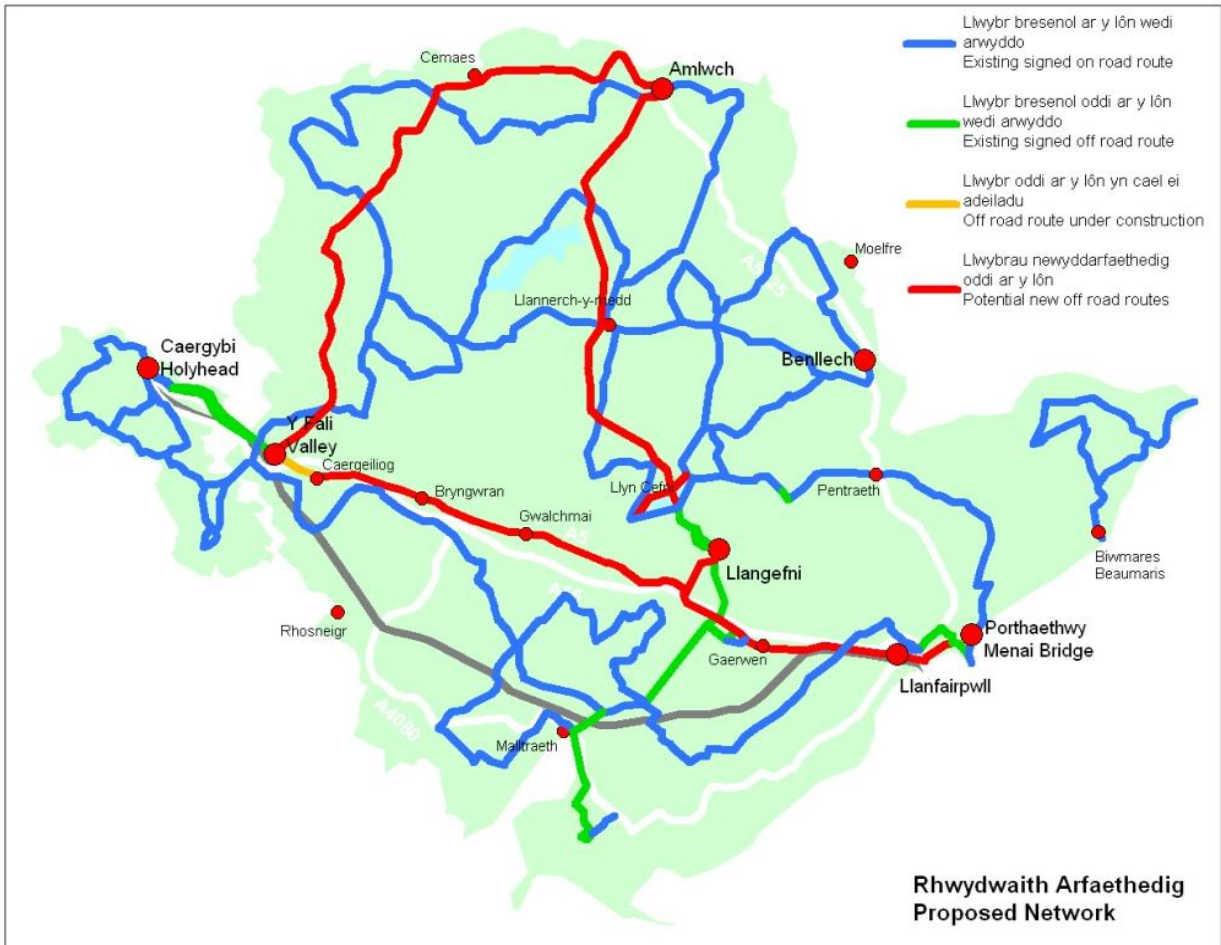 Llwybr bresenol ar y lôn wedi
arwyddo
Existing signed on road route
Llwybr bresenol oddi ar y lôn
wedi arwyddo
Existing signed off road route
Llwybr oddi ar y lôn yn cael ei
adeiladu
Off road route under construction
Llwybrau newyddarfaethedig
oddi ar y lôn
Potential new off road routes
Cemaes
Amlwch
Moelfre
Llannerch-y-medd
Benllech
Caergybi
Holyhead
Y Fali
Valley
Caergeiliog
Bryngwran
Gwalchmai
A5
Llyn Cefni
Pentraeth
Llangefni
Biwmares
Beaumaris
Rhosneigr
Gaerwen
Porthaethwy
Menai Bridge
Llanfairpwll
A4080
Malltraeth
Rhwydwaith Arfaethedig
Proposed Network